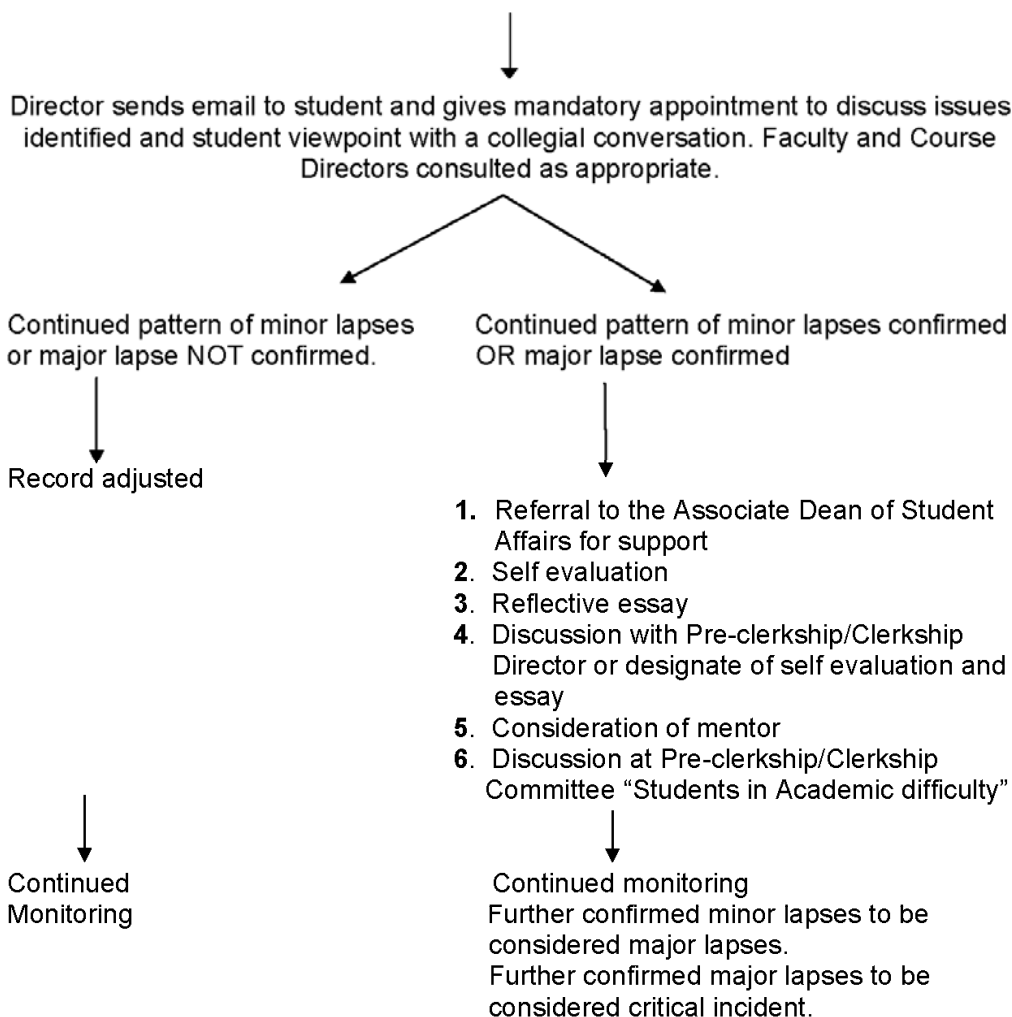 Director sends email to student and gives mandatory appointment to discuss issues
identified and student viewpoint with a collegial conversation. Faculty and Course
Directors consulted as appropriate.
Continued pattern of minor lapses
or major lapse NOT confirmed.
Continued pattern of minor lapses confirmed
OR major lapse confirmed
Record adjusted
1. Referral to the Associate Dean of Student
Affairs for support
2. Self evaluation
3. Reflective essay
4. Discussion with Pre-clerkship/Clerkship
Director or designate of self evaluation and
essay
5. Consideration of mentor
6. Discussion at Pre-clerkship/Clerkship
Committee “Students in Academic difficulty”
Continued
Monitoring
Continued monitoring
Further confirmed minor lapses to be
considered major lapses.
Further confirmed major lapses to be
considered critical incident.